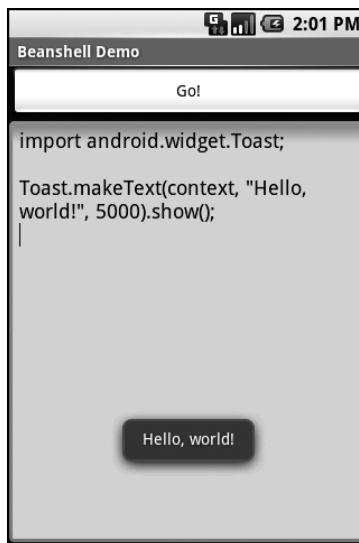 G 2:01 PM
Beanshell Demo
Go!
import android.widget.Toast;
Toast.makeText(context, "Hello,
world!", 5000).show();
Hello, world!